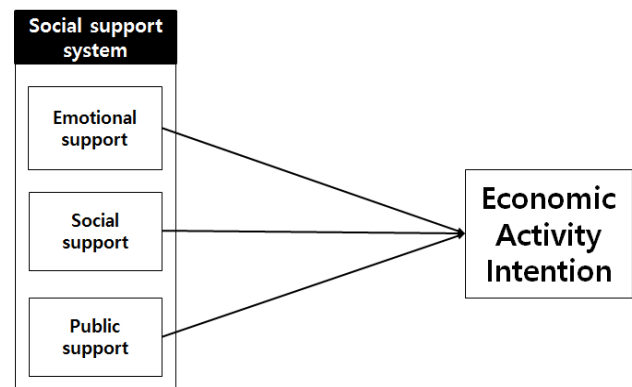 Social support
system
Emotional
support
Social
support
Public
support
Economic
Activity
Intention